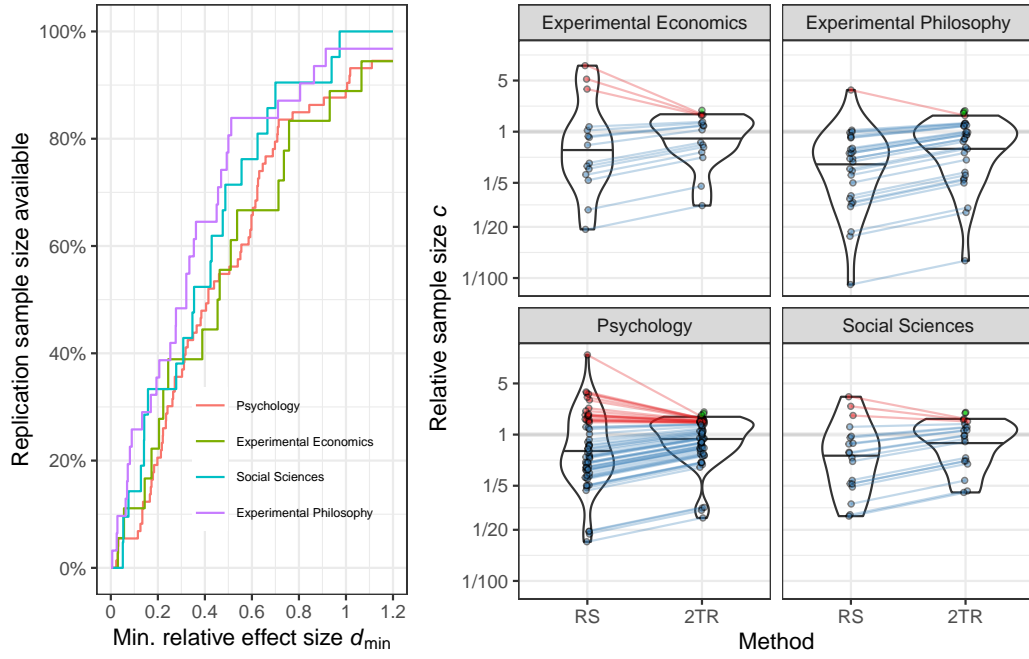 Replication sample size available
100%
80%
60%
40%
20%
0%
Psychology
Experimental Economics
Social Sciences
Experimental Philosophy
0 0.2 0.4 0.6 0.8 1 1.2
Min. relative effect size d_min
Relative sample size c
Experimental Economics
Experimental Philosophy
5
1
1/5
1/20
1/100
Psychology
Social Sciences
5
1
1/5
1/20
1/100
RS 2TR RS 2TR
Method